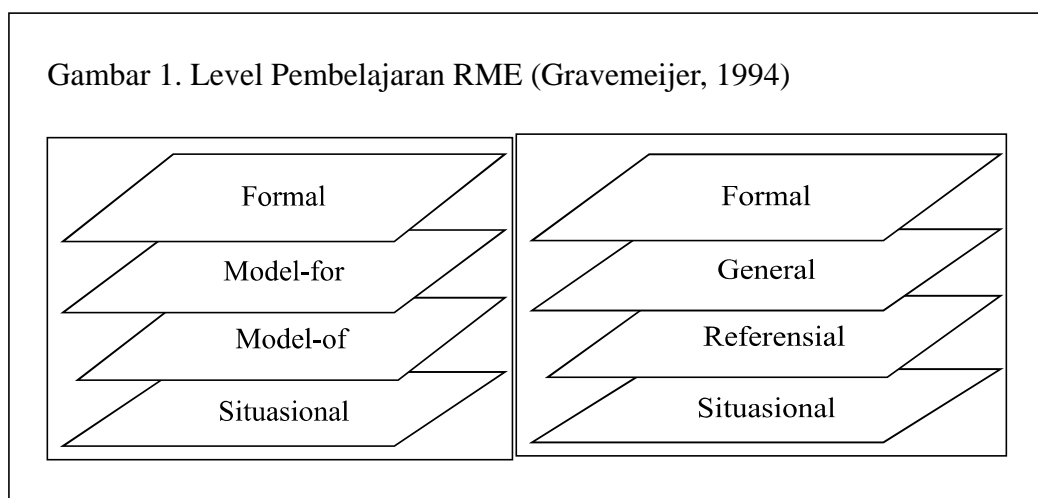 Gambar 1. Level Pembelajaran RME (Gravemeijer, 1994)
Formal
Model-for
Model-of
Situasional
Formal
General
Referensial
Situasional